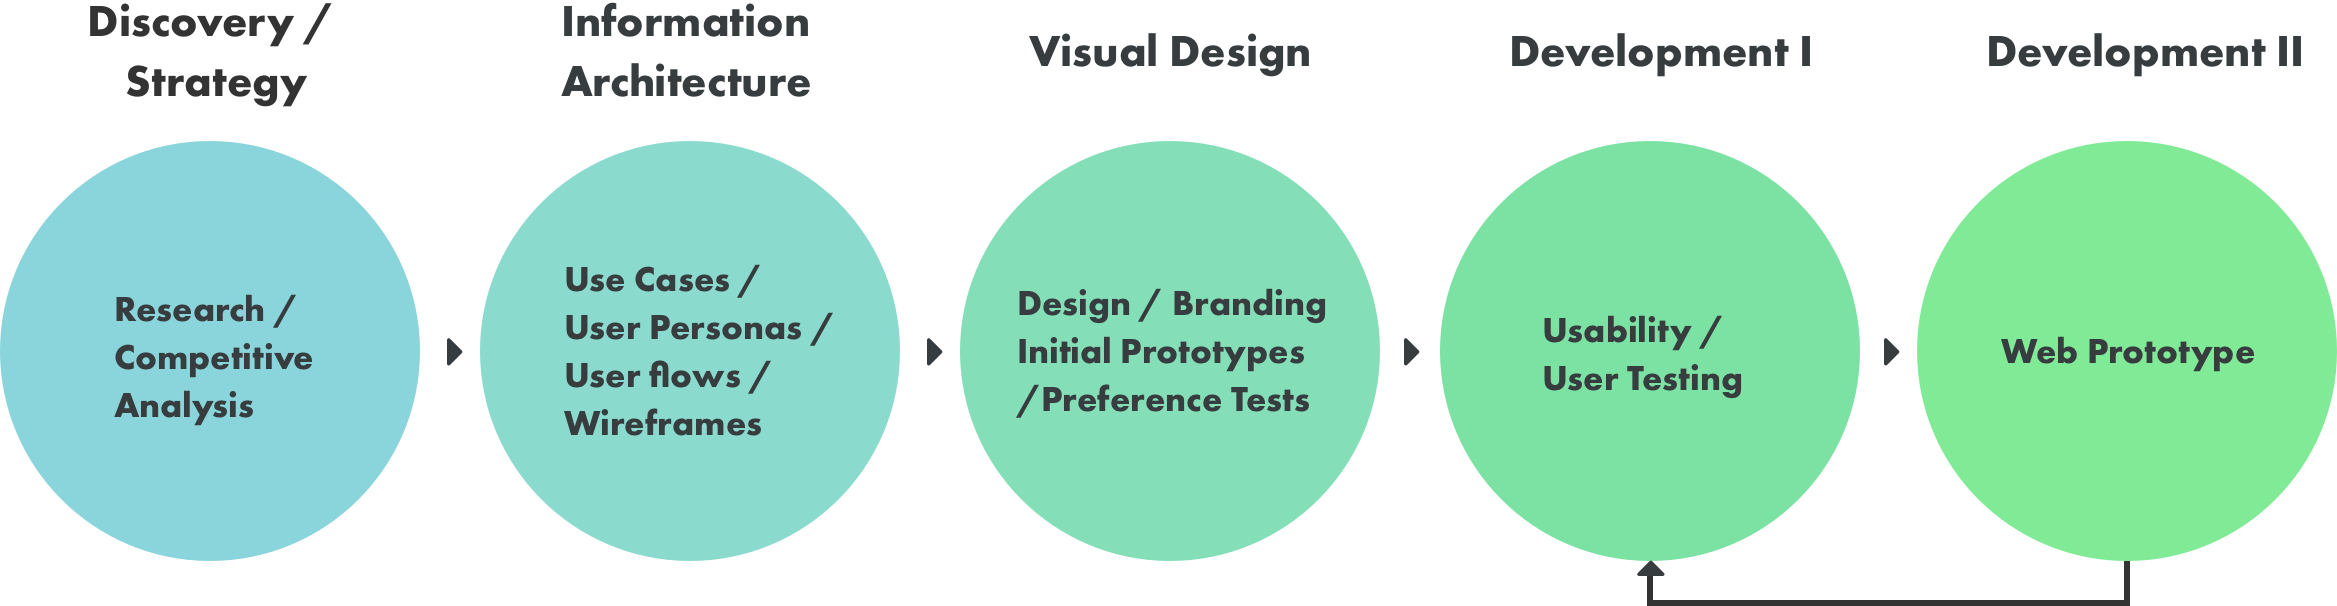 Discovery /
Strategy
Information
Architecture
Visual Design
Development I
Development II
Research /
Competitive
Analysis
Use Cases /
User Personas /
User flows /
Wireframes
Design / Branding
Initial Prototypes
/Preference Tests
Usability /
User Testing
Web Prototype